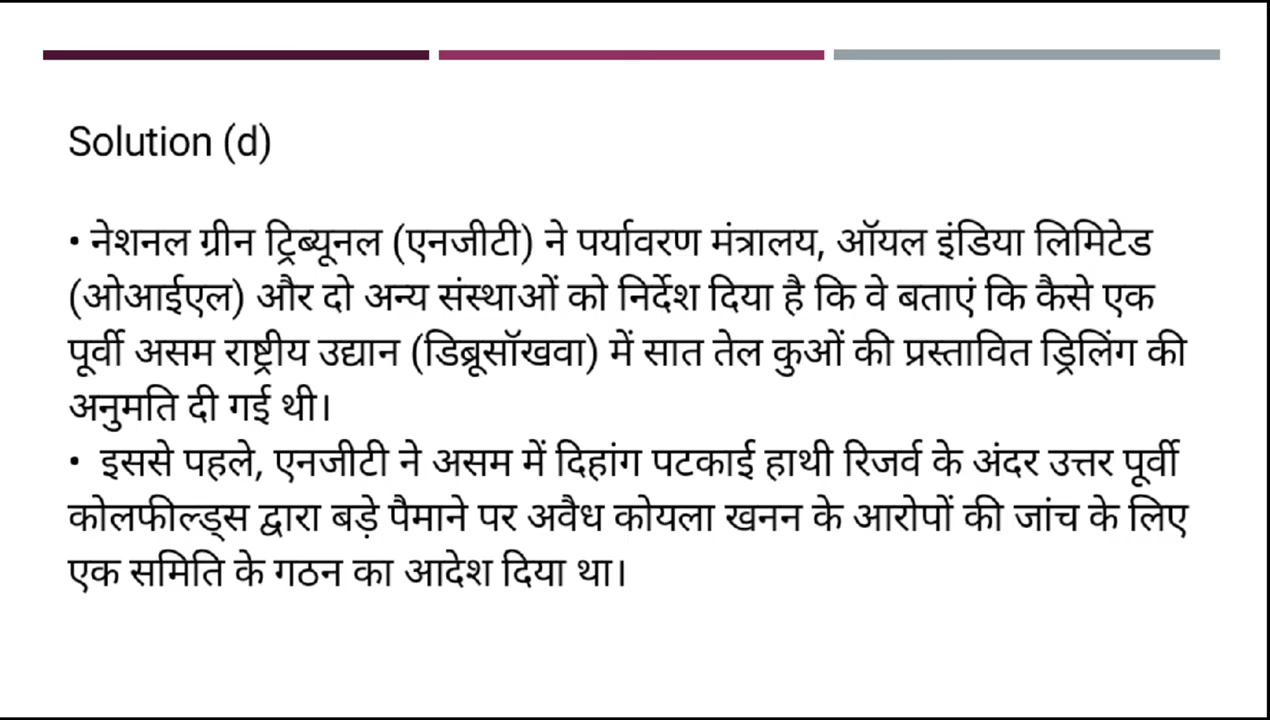 Solution (d)
• नेशनल ग्रीन ट्रिब्यूनल (एनजीटी) ने पर्यावरण मंत्रालय, ऑयल इंडिया लिमिटेड
(ओआईएल) और दो अन्य संस्थाओं को निर्देश दिया है कि वे बताएं कि कैसे एक
पूर्वी असम राष्ट्रीय उद्यान (डिब्रूसॉखवा) में सात तेल कुओं की प्रस्तावित ड्रिलिंग की
अनुमति दी गई थी।
• इससे पहले, एनजीटी ने असम में दिहांग पटकाई हाथी रिजर्व के अंदर उत्तर पूर्वी
कोलफील्ड्स द्वारा बड़े पैमाने पर अवैध कोयला खनन के आरोपों की जांच के लिए
एक समिति के गठन का आदेश दिया था।